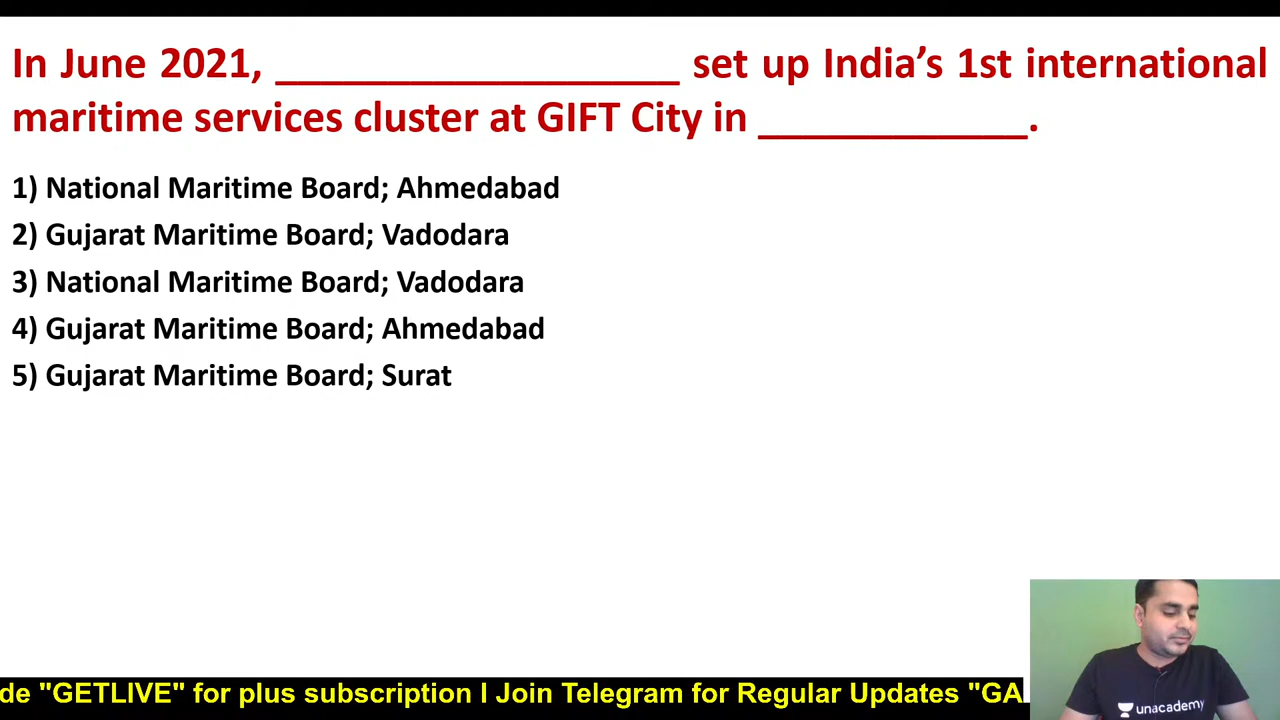 In June 2021, __________________ set up India’s 1st international
maritime services cluster at GIFT City in ____________.
1) National Maritime Board; Ahmedabad
2) Gujarat Maritime Board; Vadodara
3) National Maritime Board; Vadodara
4) Gujarat Maritime Board; Ahmedabad
5) Gujarat Maritime Board; Surat
unacademy
de "GETLIVE" for plus subscription I Join Telegram for Regular Updates "GA